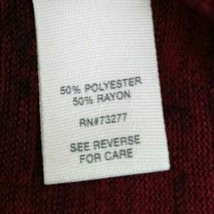 50% POLYESTER
50% RAYON
RN#73277
SEE REVERSE
FOR CARE